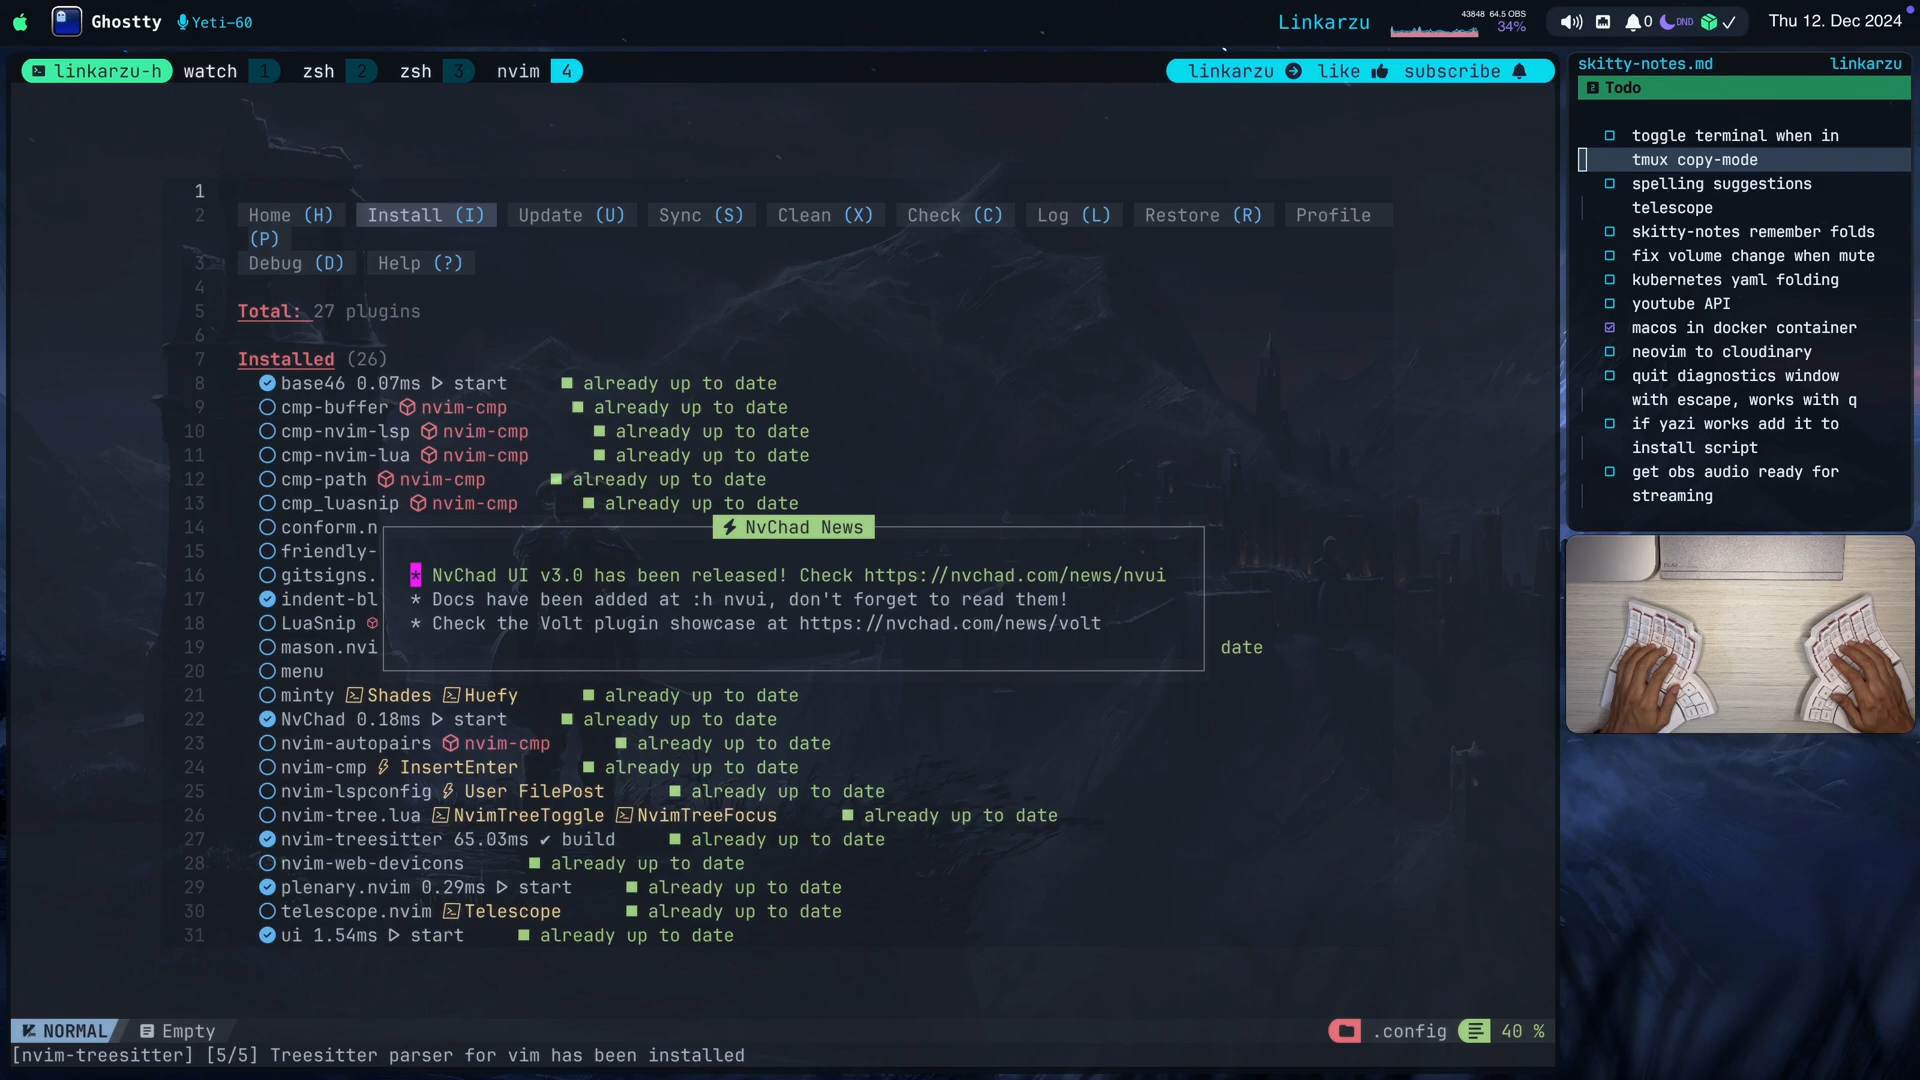 Ghostty Yeti-60
Linkarzu 43848 64.5 OBS 34% 0 DND Thu 12. Dec 2024
linkarzu-h watch 1 zsh 2 zsh 3 nvim 4
linkarzu like subscribe
1
2 Home (H) Install (I) Update (U) Sync (S) Clean (X) Check (C) Log (L) Restore (R) Profile
(P)
3 Debug (D) Help (?)
4
5 Total: 27 plugins
6
7 Installed (26)
8 base46 0.07ms start already up to date
9 cmp-buffer nvim-cmp already up to date
10 cmp-nvim-lsp nvim-cmp already up to date
11 cmp-nvim-lua nvim-cmp already up to date
12 cmp-path nvim-cmp already up to date
13 cmp_luasnip nvim-cmp already up to date
14 conform.n
15 friendly-
16 gitsigns.
17 indent-bl
18 LuaSnip
19 mason.nvi date
20 menu
21 minty Shades Huefy already up to date
22 NvChad 0.18ms start already up to date
23 nvim-autopairs nvim-cmp already up to date
24 nvim-cmp InsertEnter already up to date
25 nvim-lspconfig User FilePost already up to date
26 nvim-tree.lua NvimTreeToggle NvimTreeFocus already up to date
27 nvim-treesitter 65.03ms ✔ build already up to date
28 nvim-web-devicons already up to date
29 plenary.nvim 0.29ms start already up to date
30 telescope.nvim Telescope already up to date
31 ui 1.54ms start already up to date
NvChad News
* NvChad UI v3.0 has been released! Check https://nvchad.com/news/nvui
* Docs have been added at :h nvui, don't forget to read them!
* Check the Volt plugin showcase at https://nvchad.com/news/volt
NORMAL Empty .config 40 %
[nvim-treesitter] [5/5] Treesitter parser for vim has been installed
skitty-notes.md linkarzu
2 Todo
toggle terminal when in
tmux copy-mode
spelling suggestions
telescope
skitty-notes remember folds
fix volume change when mute
kubernetes yaml folding
youtube API
macos in docker container
neovim to cloudinary
quit diagnostics window
with escape, works with q
if yazi works add it to
install script
get obs audio ready for
streaming